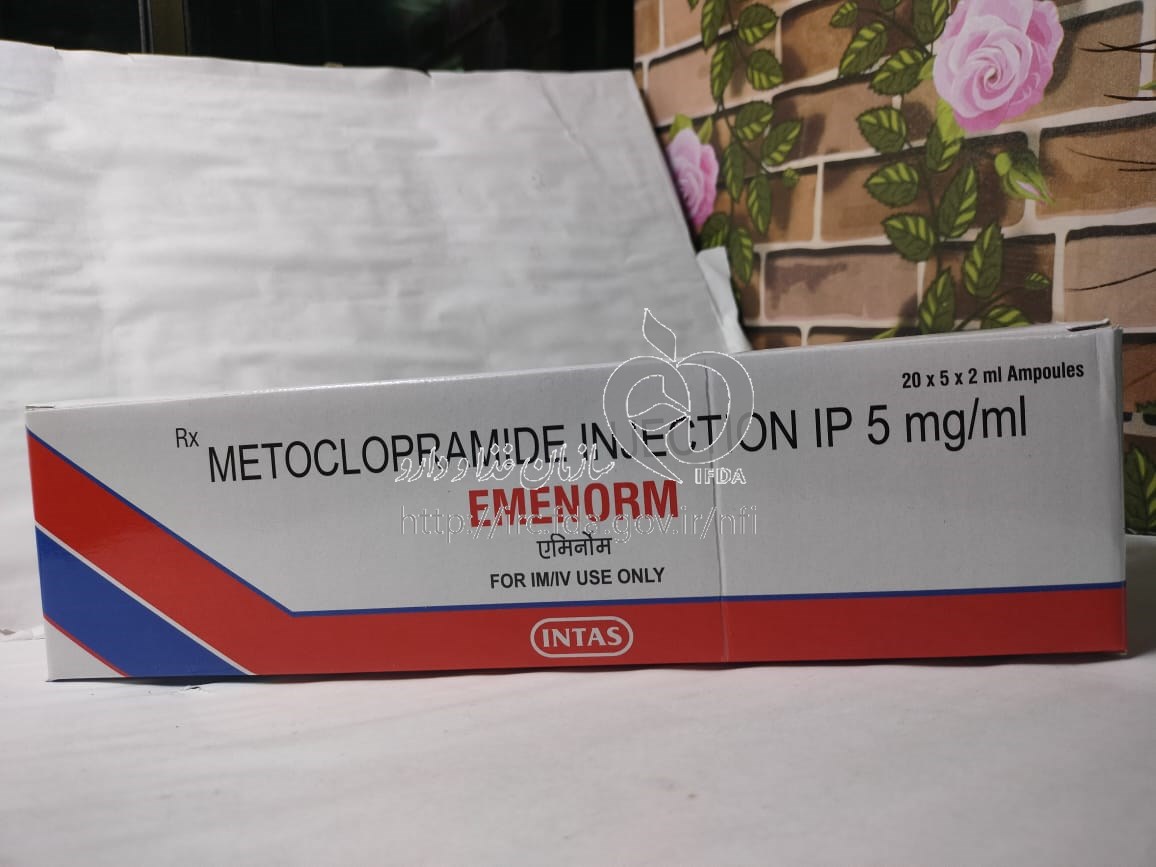 20 x 5 x 2 ml Ampoules
Rx METOCLOPRAMIDE INJECTION IP 5 mg/ml
IFDA
سازمان غذا و دارو
EMENORM
http://irc.fda.gov.ir/nfi
एमिनॉर्म
FOR IM/IV USE ONLY
INTAS